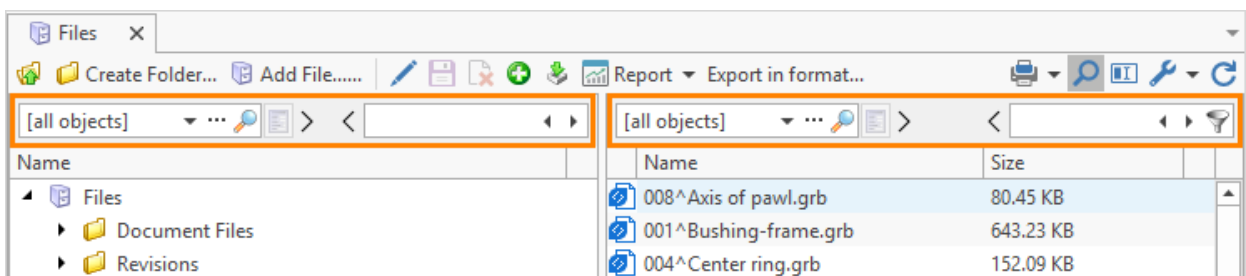 Files
Create Folder... Add File...... Report Export in format...
[all objects] ... [all objects] ...
Name Name Size
Files 008^Axis of pawl.grb 80.45 KB
Document Files 001^Bushing-frame.grb 643.23 KB
Revisions 004^Center ring.grb 152.09 KB